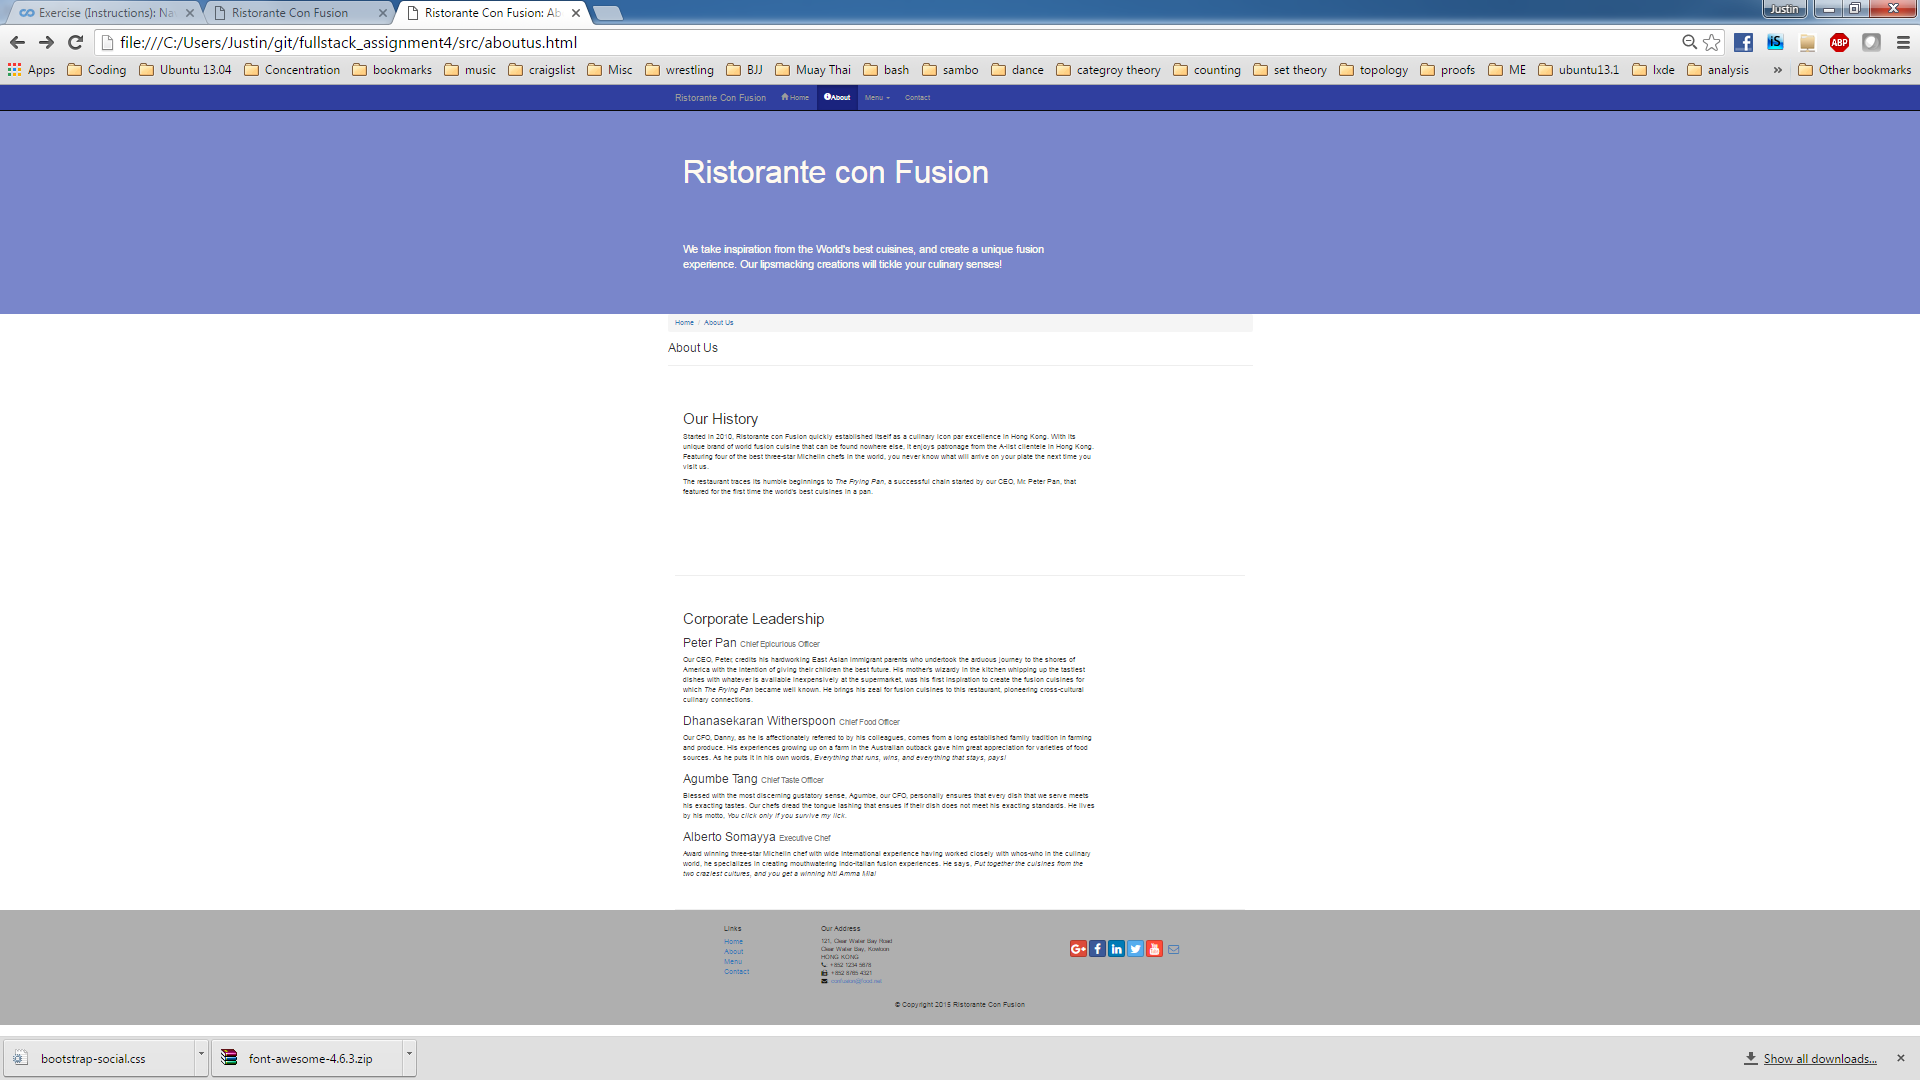 Exercise (Instructions): Na
Ristorante Con Fusion
Ristorante Con Fusion: Ab
Justin
file:///C:/Users/Justin/git/fullstack_assignment4/src/aboutus.html
ABP
Apps Coding Ubuntu 13.04 Concentration bookmarks music craigslist Misc wrestling BJJ Muay Thai bash sambo dance categroy theory counting set theory topology proofs ME ubuntu13.1 lxde analysis » Other bookmarks
Ristorante Con Fusion Home About Menu Contact
Ristorante con Fusion
We take inspiration from the World's best cuisines, and create a unique fusion
experience. Our lipsmacking creations will tickle your culinary senses!
Home / About Us
About Us
Our History
Started in 2010, Ristorante con Fusion quickly established itself as a culinary icon par excellence in Hong Kong. With its
unique brand of world fusion cuisine that can be found nowhere else, it enjoys patronage from the A-list clientele in Hong Kong.
Featuring four of the best three-star Michelin chefs in the world, you never know what will arrive on your plate the next time you
visit us.
The restaurant traces its humble beginnings to The Frying Pan, a successful chain started by our CEO, Mr. Peter Pan, that
featured for the first time the world's best cuisines in a pan.
Corporate Leadership
Peter Pan Chief Epicurious Officer
Our CEO, Peter, credits his hardworking East Asian immigrant parents who undertook the arduous journey to the shores of
America with the intention of giving their children the best future. His mother's wizardy in the kitchen whipping up the tastiest
dishes with whatever is available inexpensively at the supermarket, was his first inspiration to create the fusion cuisines for
which The Frying Pan became well known. He brings his zeal for fusion cuisines to this restaurant, pioneering cross-cultural
culinary connections.
Dhanasekaran Witherspoon Chief Food Officer
Our CFO, Danny, as he is affectionately referred to by his colleagues, comes from a long established family tradition in farming
and produce. His experiences growing up on a farm in the Australian outback gave him great appreciation for varieties of food
sources. As he puts it in his own words, Everything that runs, wins, and everything that stays, pays!
Agumbe Tang Chief Taste Officer
Blessed with the most discerning gustatory sense, Agumbe, our CFO, personally ensures that every dish that we serve meets
his exacting tastes. Our chefs dread the tongue lashing that ensues if their dish does not meet his exacting standards. He lives
by his motto, You click only if you survive my lick.
Alberto Somayya Executive Chef
Award winning three-star Michelin chef with wide international experience having worked closely with whos-who in the culinary
world, he specializes in creating mouthwatering Indo-Italian fusion experiences. He says, Put together the cuisines from the
two craziest cultures, and you get a winning hit! Amma Mia!
Links
Home
About
Menu
Contact
Our Address
121, Clear Water Bay Road
Clear Water Bay, Kowloon
HONG KONG
: +852 1234 5678
: +852 8765 4321
: confusion@food.net
© Copyright 2015 Ristorante Con Fusion
bootstrap-social.css
font-awesome-4.6.3.zip
Show all downloads...